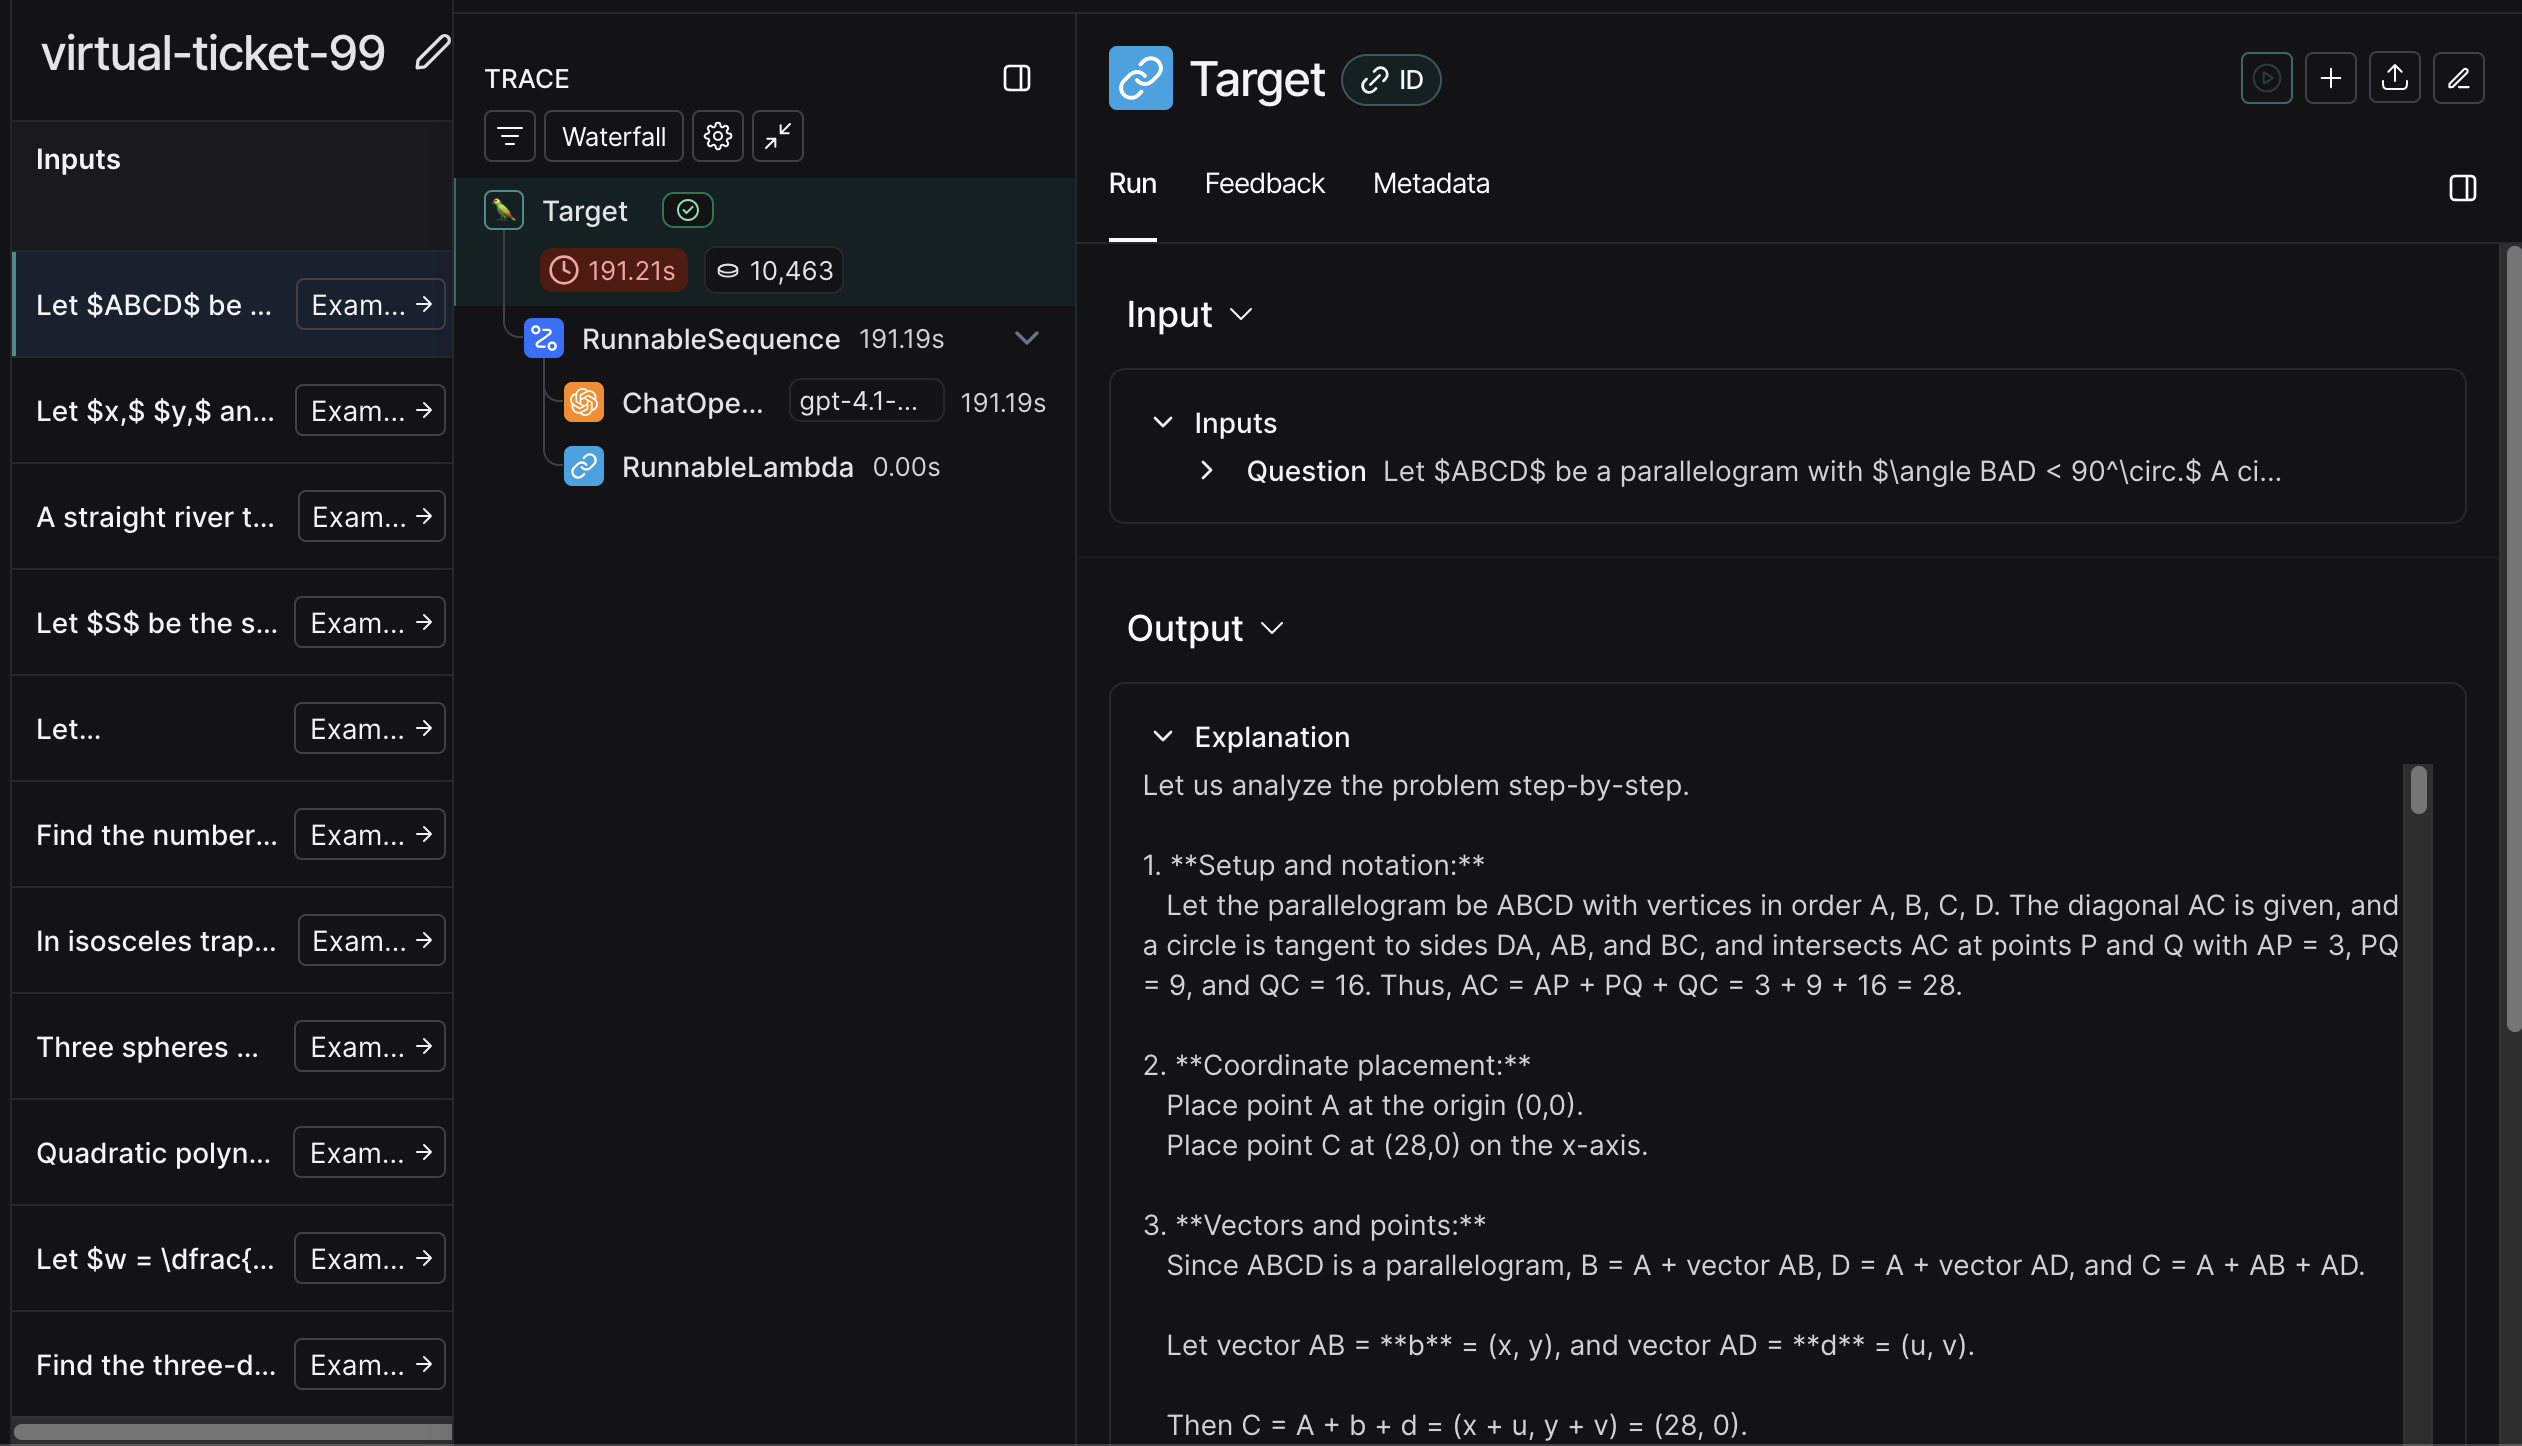 virtual-ticket-99
Inputs
Let $ABCD$ be ... Exam...
Let $x,$ $y,$ an... Exam...
A straight river t... Exam...
Let $S$ be the s... Exam...
Let... Exam...
Find the number... Exam...
In isosceles trap... Exam...
Three spheres ... Exam...
Quadratic polyn... Exam...
Let $w = \dfrac{... Exam...
Find the three-d... Exam...
TRACE
Waterfall
Target
191.21s 10,463
RunnableSequence 191.19s
ChatOpe... gpt-4.1-... 191.19s
RunnableLambda 0.00s
Target ID
Run Feedback Metadata
Input
Inputs
Question Let $ABCD$ be a parallelogram with $\angle BAD < 90^\circ.$ A ci...
Output
Explanation
Let us analyze the problem step-by-step.
1. **Setup and notation:**
Let the parallelogram be ABCD with vertices in order A, B, C, D. The diagonal AC is given, and
a circle is tangent to sides DA, AB, and BC, and intersects AC at points P and Q with AP = 3, PQ
= 9, and QC = 16. Thus, AC = AP + PQ + QC = 3 + 9 + 16 = 28.
2. **Coordinate placement:**
Place point A at the origin (0,0).
Place point C at (28,0) on the x-axis.
3. **Vectors and points:**
Since ABCD is a parallelogram, B = A + vector AB, D = A + vector AD, and C = A + AB + AD.
Let vector AB = **b** = (x, y), and vector AD = **d** = (u, v).
Then C = A + b + d = (x + u, y + v) = (28, 0).